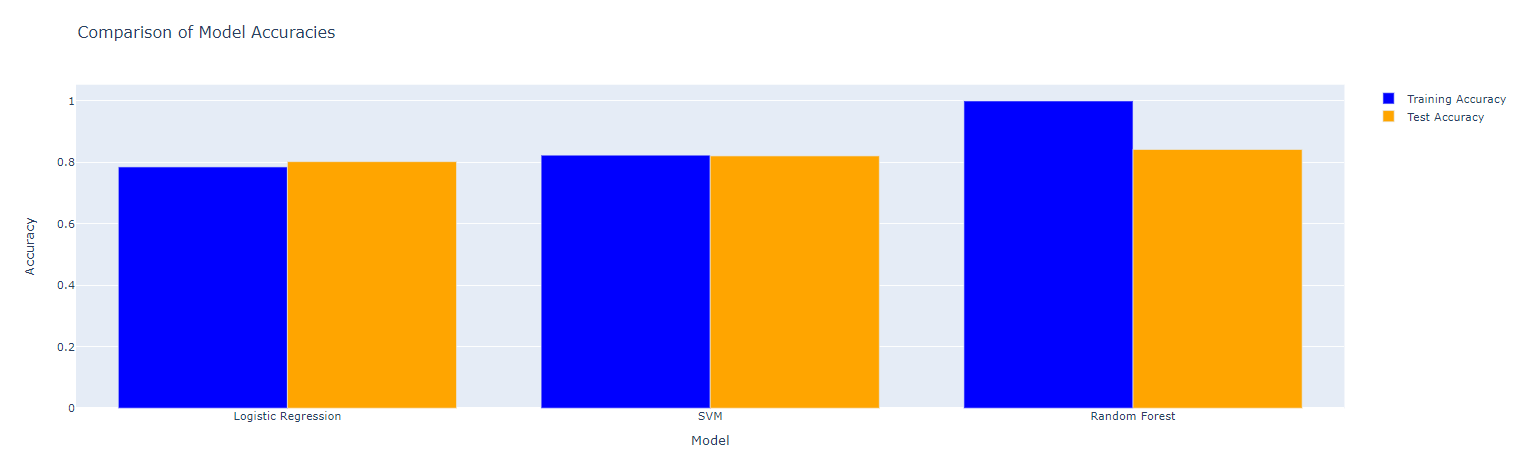 Comparison of Model Accuracies
Training Accuracy
Test Accuracy
Accuracy
1
0.8
0.6
0.4
0.2
0
Logistic Regression
SVM
Random Forest
Model